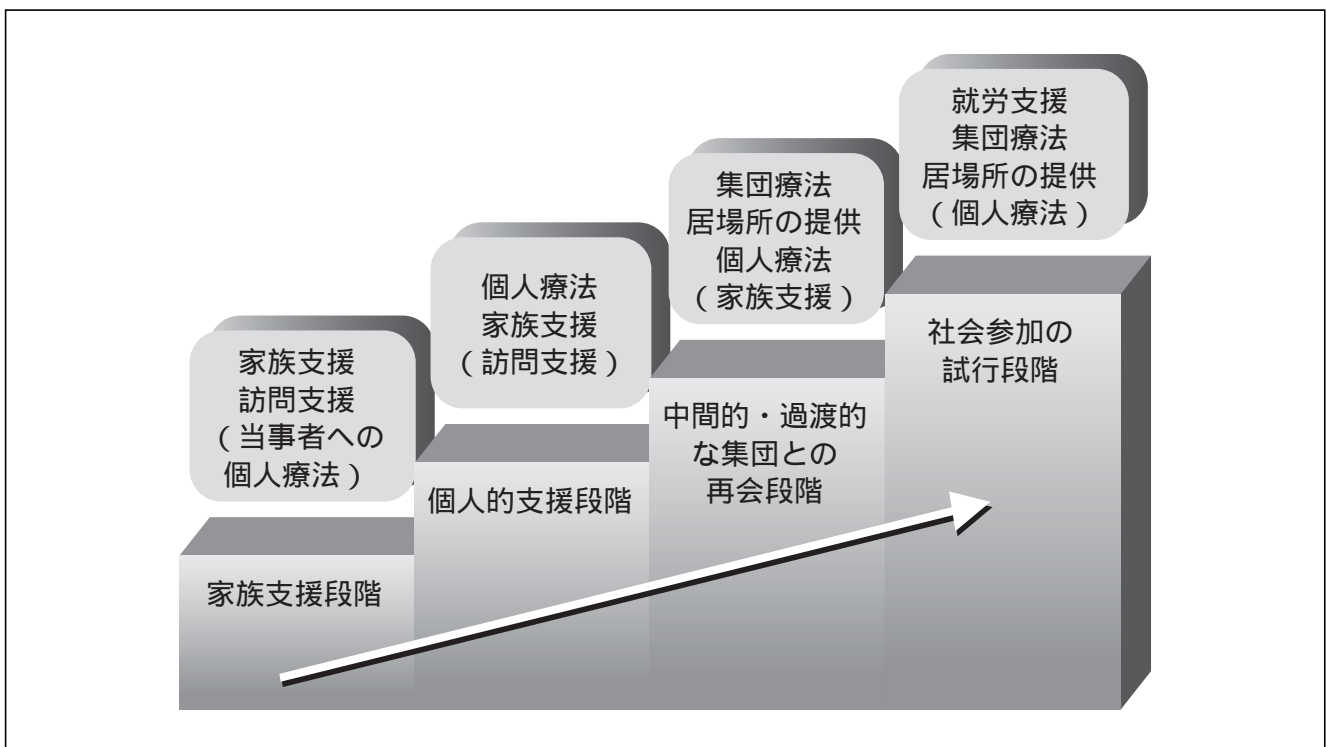 家族支援
訪問支援
(当事者への
個人療法)
家族支援段階
個人療法
家族支援
(訪問支援)
個人的支援段階
集団療法
居場所の提供
個人療法
(家族支援)
中間的・過渡的
な集団との
再会段階
就労支援
集団療法
居場所の提供
(個人療法)
社会参加の
試行段階